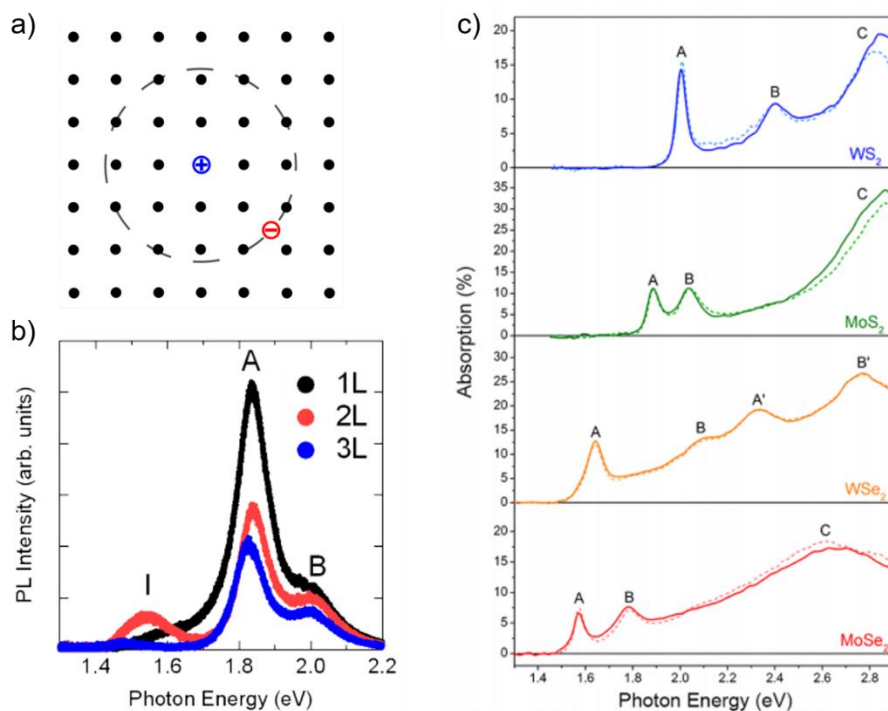 a)
⊕
⊖
b)
PL Intensity (arb. units)
A
I
B
1L
2L
3L
1.4
1.6
1.8
2.0
2.2
Photon Energy (eV)
c)
Absorption (%)
20
15
10
5
0
A
B
C
WS₂
35
30
25
20
15
10
5
0
A
B
C
MoS₂
30
25
20
15
10
5
0
A
B
A'
B'
WSe₂
20
15
10
5
0
A
B
C
MoSe₂
1.4
1.6
1.8
2.0
2.2
2.4
2.6
2.8
Photon Energy (eV)